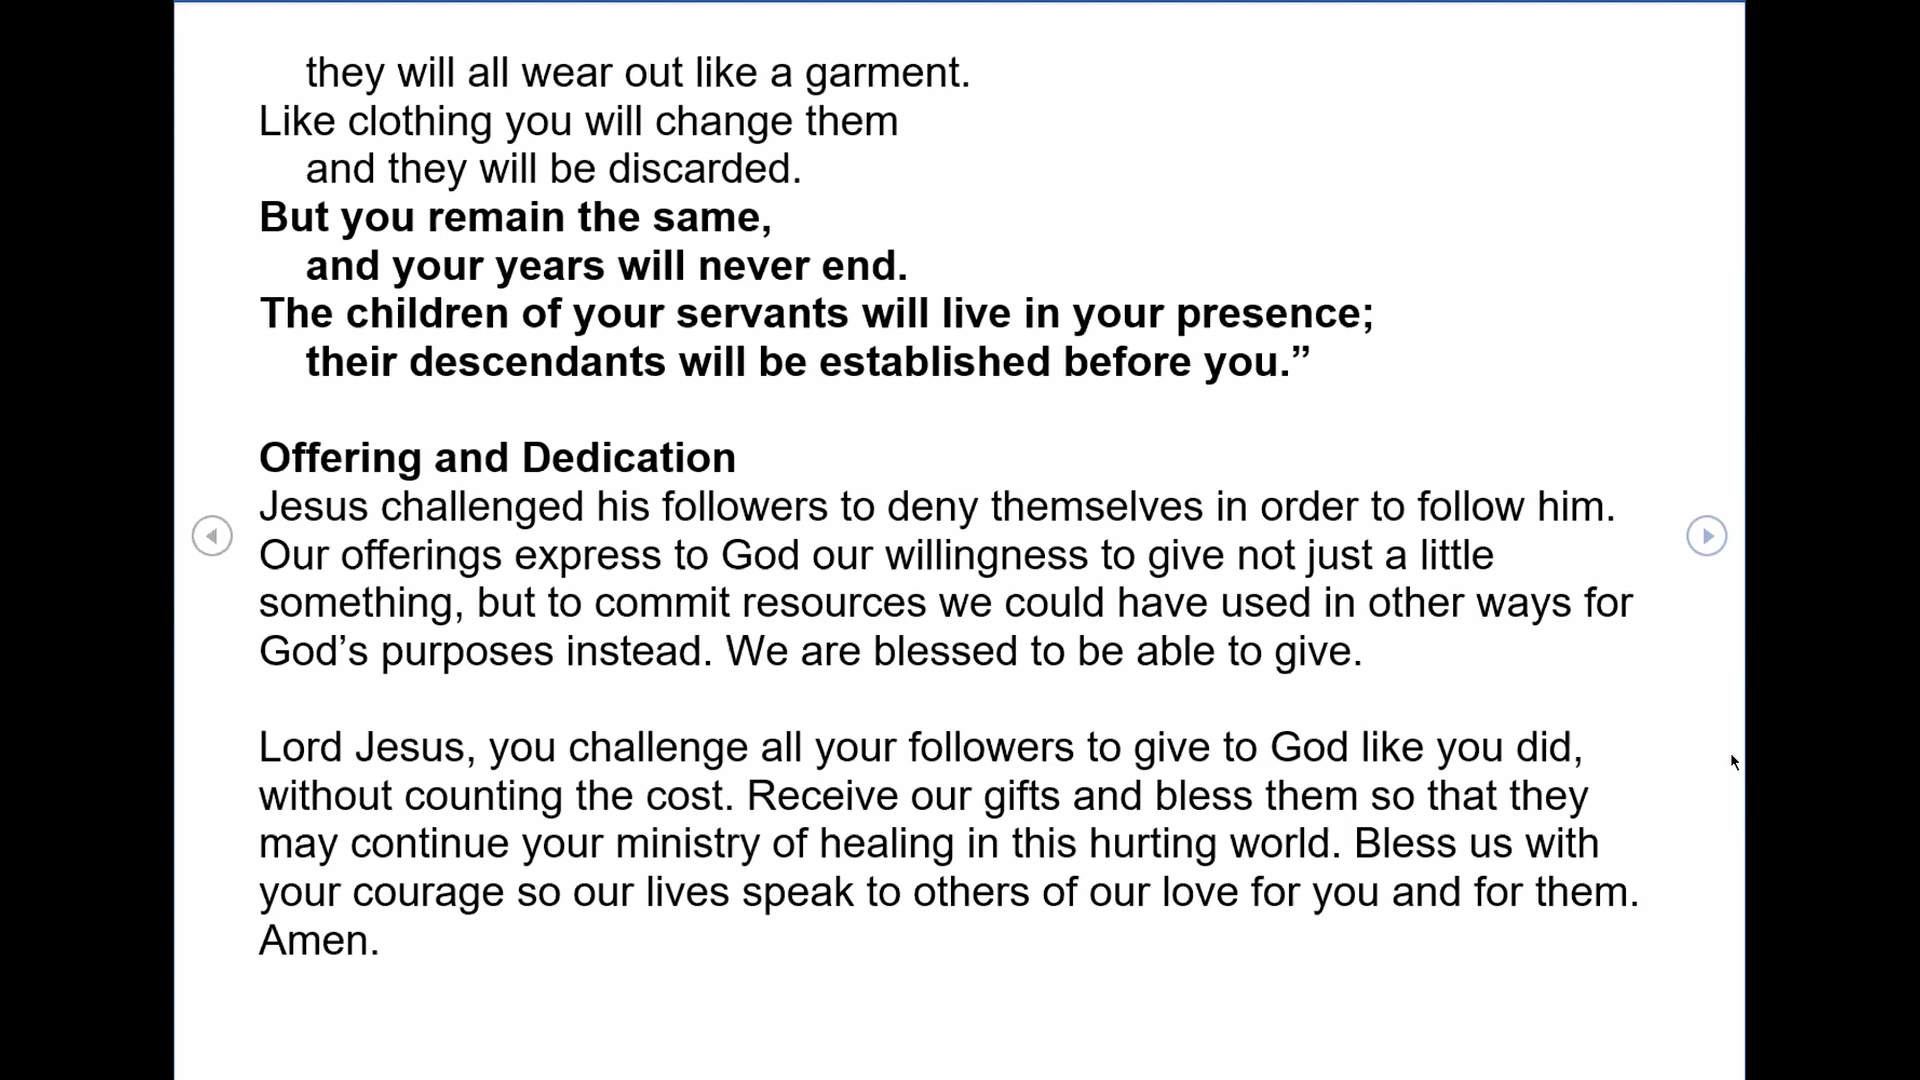 they will all wear out like a garment.
Like clothing you will change them
and they will be discarded.
But you remain the same,
and your years will never end.
The children of your servants will live in your presence;
their descendants will be established before you.”
Offering and Dedication
Jesus challenged his followers to deny themselves in order to follow him.
Our offerings express to God our willingness to give not just a little
something, but to commit resources we could have used in other ways for
God’s purposes instead. We are blessed to be able to give.
Lord Jesus, you challenge all your followers to give to God like you did,
without counting the cost. Receive our gifts and bless them so that they
may continue your ministry of healing in this hurting world. Bless us with
your courage so our lives speak to others of our love for you and for them.
Amen.